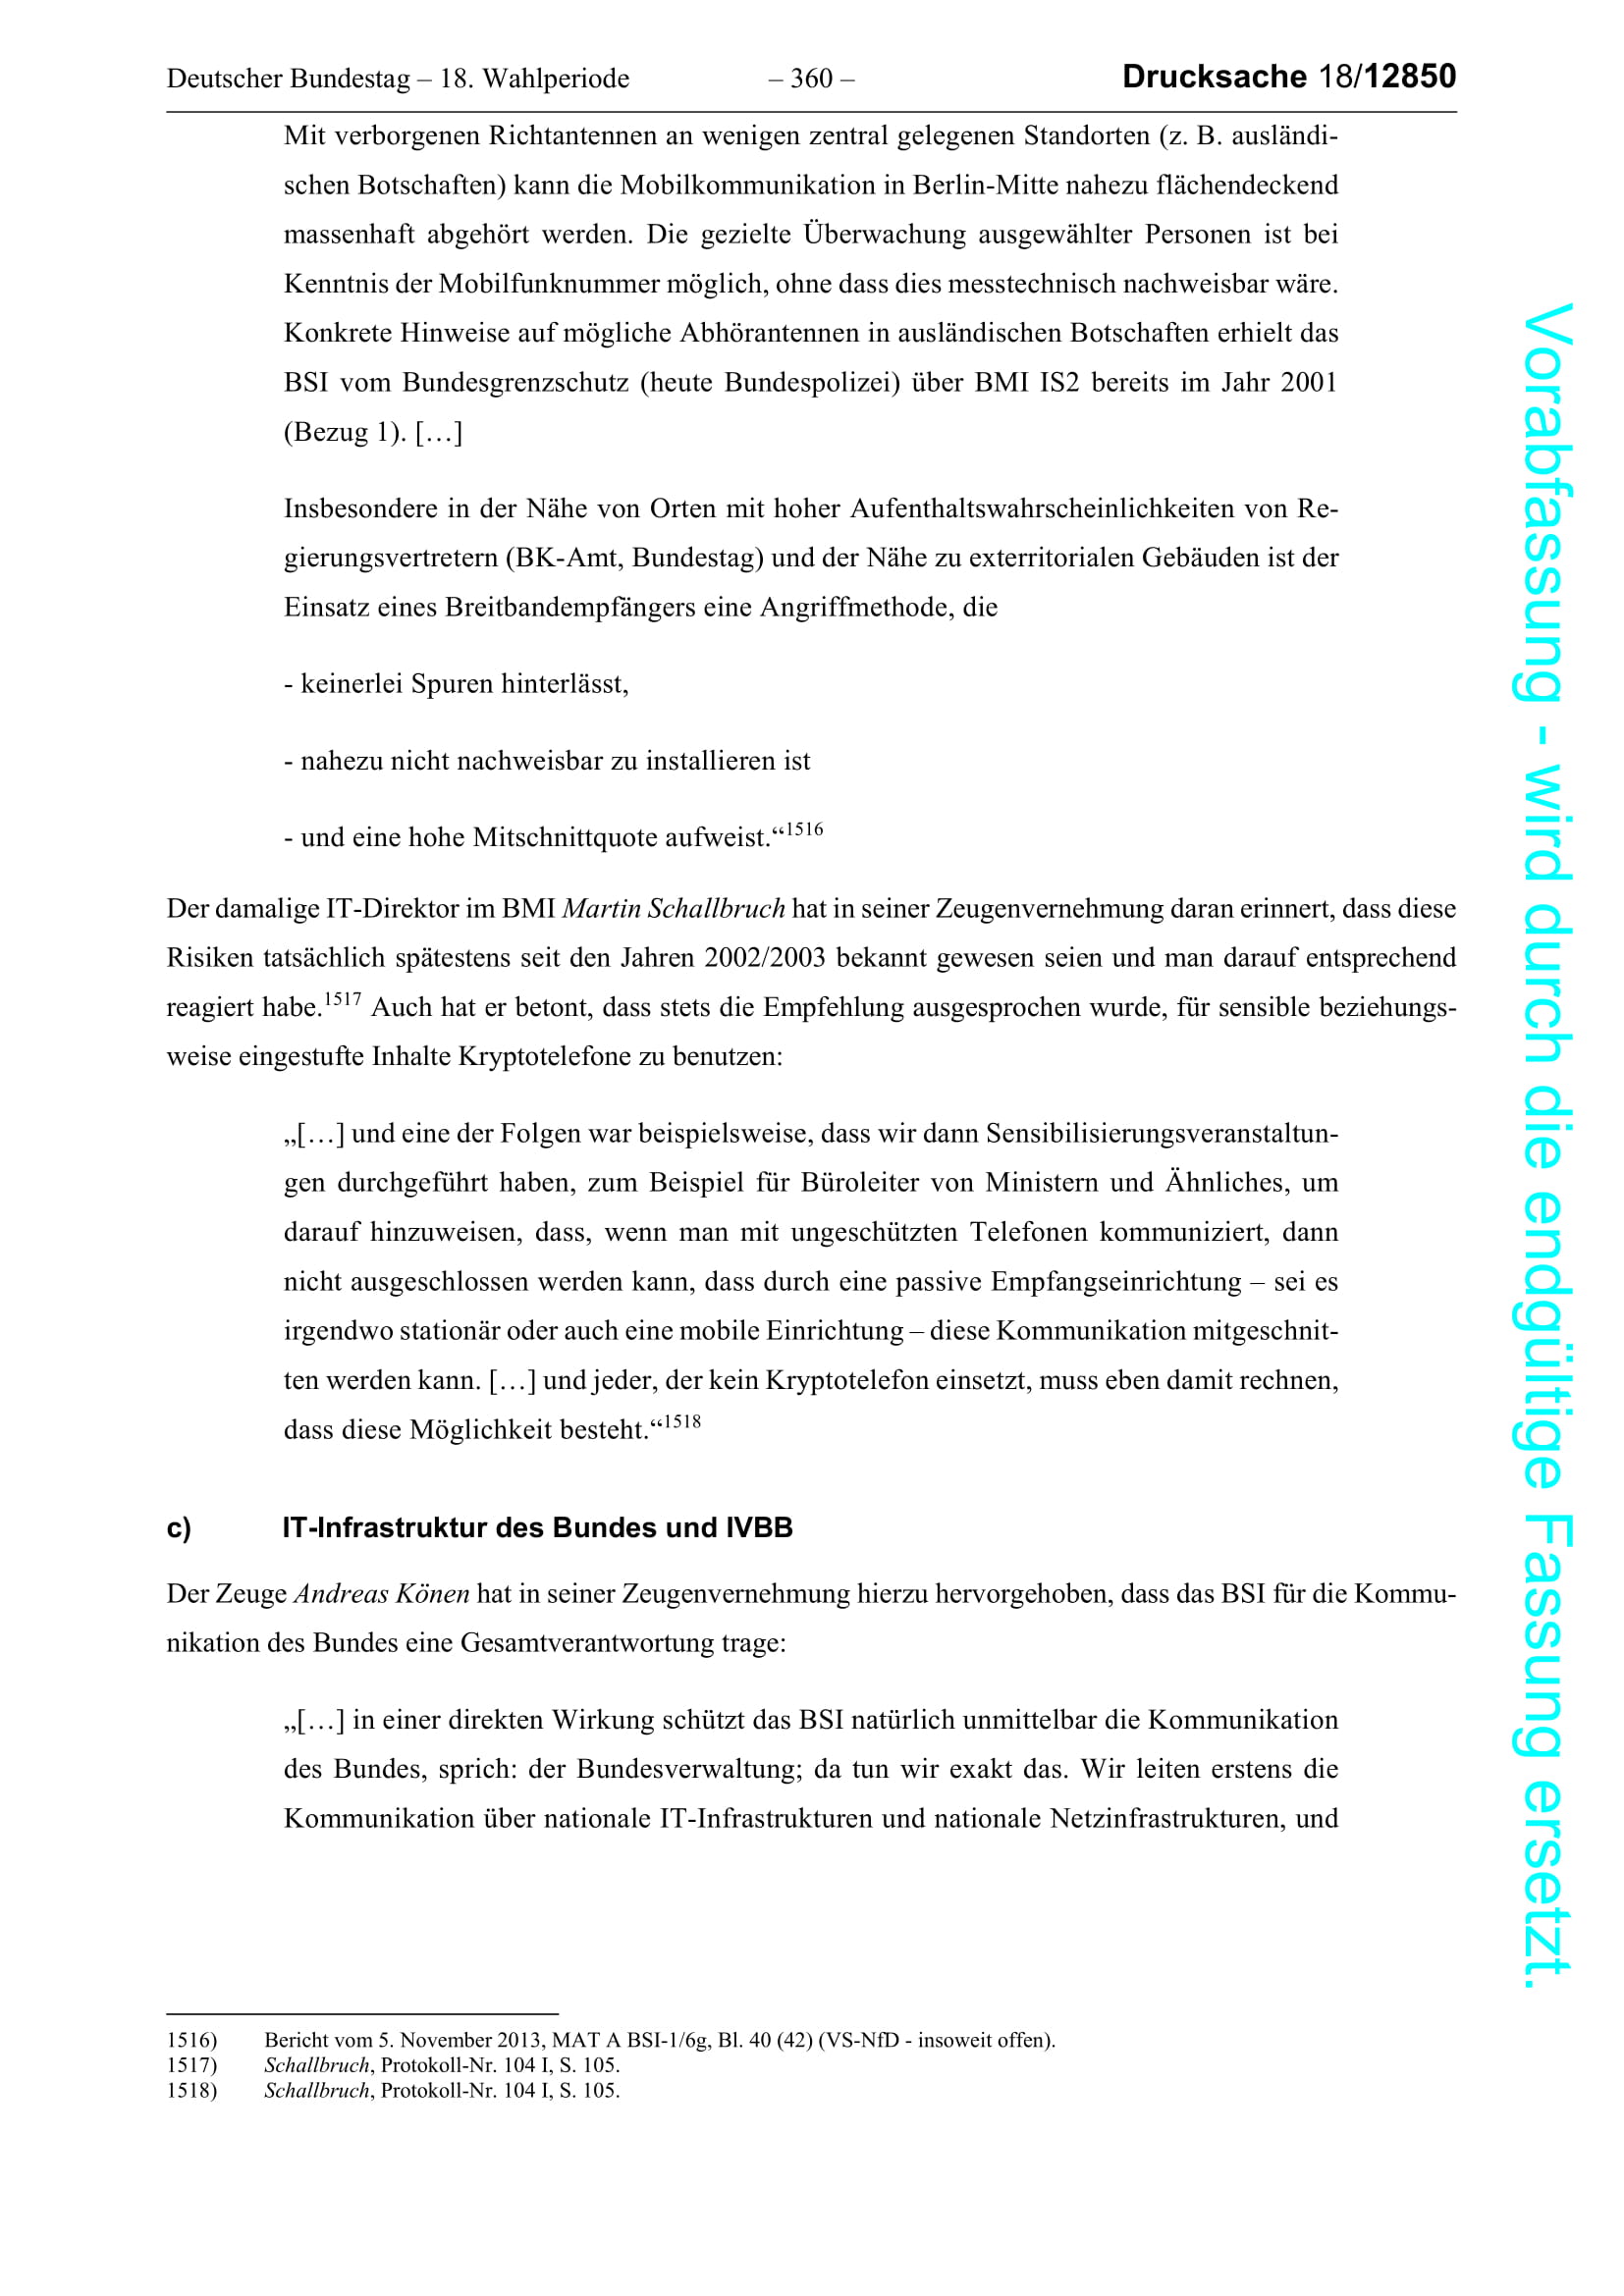 Deutscher Bundestag – 18. Wahlperiode – 360 – Drucksache 18/12850
Mit verborgenen Richtantennen an wenigen zentral gelegenen Standorten (z. B. ausländi-
schen Botschaften) kann die Mobilkommunikation in Berlin-Mitte nahezu flächendeckend
massenhaft abgehört werden. Die gezielte Überwachung ausgewählter Personen ist bei
Kenntnis der Mobilfunknummer möglich, ohne dass dies messtechnisch nachweisbar wäre.
Konkrete Hinweise auf mögliche Abhörantennen in ausländischen Botschaften erhielt das
BSI vom Bundesgrenzschutz (heute Bundespolizei) über BMI IS2 bereits im Jahr 2001
(Bezug 1). […]
Insbesondere in der Nähe von Orten mit hoher Aufenthaltswahrscheinlichkeiten von Re-
gierungsvertretern (BK-Amt, Bundestag) und der Nähe zu exterritorialen Gebäuden ist der
Einsatz eines Breitbandempfängers eine Angriffmethode, die
- keinerlei Spuren hinterlässt,
- nahezu nicht nachweisbar zu installieren ist
- und eine hohe Mitschnittquote aufweist.“1516
Der damalige IT-Direktor im BMI Martin Schallbruch hat in seiner Zeugenvernehmung daran erinnert, dass diese
Risiken tatsächlich spätestens seit den Jahren 2002/2003 bekannt gewesen seien und man darauf entsprechend
reagiert habe.1517 Auch hat er betont, dass stets die Empfehlung ausgesprochen wurde, für sensible beziehungs-
weise eingestufte Inhalte Kryptotelefone zu benutzen:
„[…] und eine der Folgen war beispielsweise, dass wir dann Sensibilisierungsveranstaltun-
gen durchgeführt haben, zum Beispiel für Büroleiter von Ministern und Ähnliches, um
darauf hinzuweisen, dass, wenn man mit ungeschützten Telefonen kommuniziert, dann
nicht ausgeschlossen werden kann, dass durch eine passive Empfangseinrichtung – sei es
irgendwo stationär oder auch eine mobile Einrichtung – diese Kommunikation mitgeschnit-
ten werden kann. […] und jeder, der kein Kryptotelefon einsetzt, muss eben damit rechnen,
dass diese Möglichkeit besteht.“1518
c) IT-Infrastruktur des Bundes und IVBB
Der Zeuge Andreas Könen hat in seiner Zeugenvernehmung hierzu hervorgehoben, dass das BSI für die Kommu-
nikation des Bundes eine Gesamtverantwortung trage:
„[…] in einer direkten Wirkung schützt das BSI natürlich unmittelbar die Kommunikation
des Bundes, sprich: der Bundesverwaltung; da tun wir exakt das. Wir leiten erstens die
Kommunikation über nationale IT-Infrastrukturen und nationale Netzinfrastrukturen, und
1516) Bericht vom 5. November 2013, MAT A BSI-1/6g, Bl. 40 (42) (VS-NfD - insoweit offen).
1517) Schallbruch, Protokoll-Nr. 104 I, S. 105.
1518) Schallbruch, Protokoll-Nr. 104 I, S. 105.
Vorabfassung - wird durch die endgültige Fassung ersetzt.